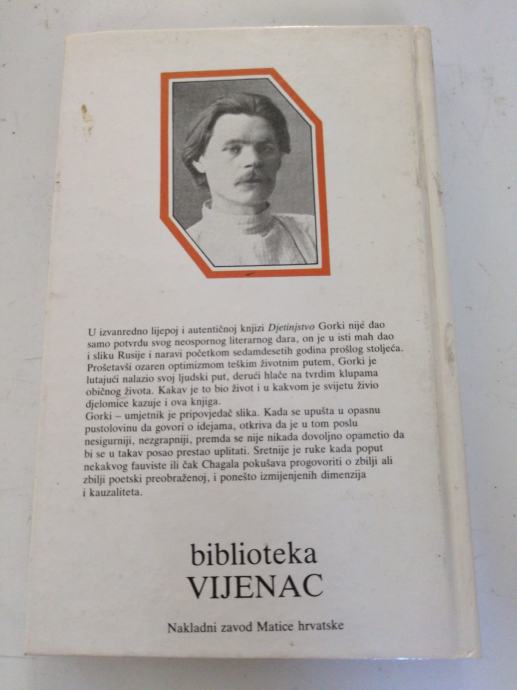 U izvanredno lijepoj i autentičnoj knjizi Djetinjstvo Gorki nije dao
samo potvrdu svog neospornog literarnog dara, on je u isti mah dao
i sliku Rusije i naravi početkom sedamdesetih godina prošlog stoljeća.
Prošetavši ozaren optimizmom teškim životnim putem, Gorki je
lutajući nalazio svoj ljudski put, derući hlače na tvrdim klupama
običnog života. Kakav je to bio život i u kakvom je svijetu živio
djelomice kazuje i ova knjiga.
Gorki – umjetnik je pripovjedač slika. Kada se upušta u opasnu
pustolovinu da govori o idejama, otkriva da je u tom poslu
nesigurniji, nezgrapniji, premda se nije nikada dovoljno opametio da
bi se u takav posao prestao uplitati. Sretnije je ruke kada poput
nekakvog fauviste ili čak Chagala pokušava progovoriti o zbilji ali
zbilji poetski preobraženoj, i ponešto izmijenjenih dimenzija
i kauzaliteta.
biblioteka
VIJENAC
Nakladni zavod Matice hrvatske